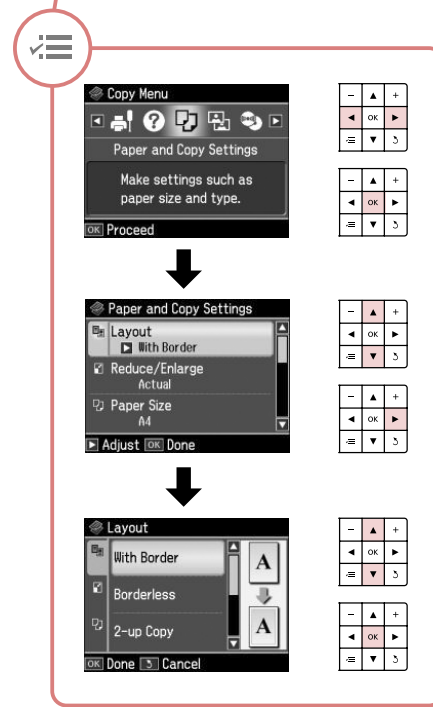 Copy Menu
Paper and Copy Settings
Make settings such as
paper size and type.
OK Proceed
- +
OK
- +
OK
Paper and Copy Settings
Layout
With Border
Reduce/Enlarge
Actual
Paper Size
A4
Adjust OK Done
- +
OK
- +
OK
Layout
With Border
Borderless
2-up Copy
A
A
OK Done Cancel
- +
OK
- +
OK